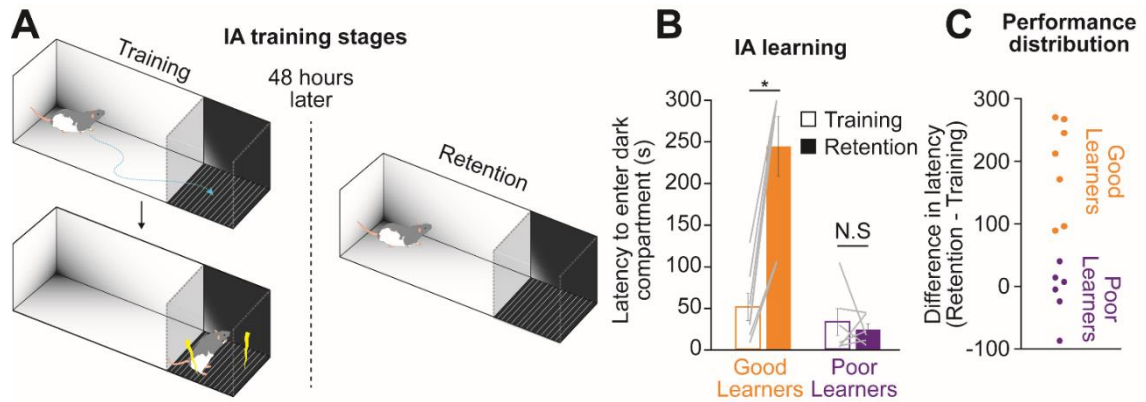 A
IA training stages
Training
48 hours
later
Retention
B
IA learning
*
Training
Retention
N.S
Latency to enter dark
compartment (s)
300
250
200
150
100
50
0
Good
Learners
Poor
Learners
C
Performance
distribution
Difference in latency
(Retention - Training)
300
200
100
0
-100
Good
Learners
Poor
Learners